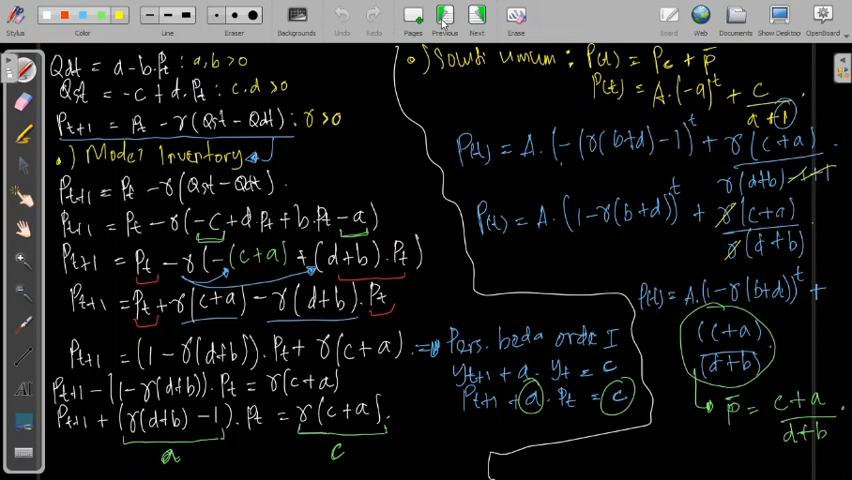 Stylus
Color
Line
Eraser
Backgrounds
Undo
Redo
Pages
Previous
Next
Erase
Board
Web
Documents
Show Desktop
OpenBoard
Qdt = a - b.Pt : a,b >0
Qst = -c + d.Pt : c.d >0
Pt+1 = Pt - γ(Qst - Qdt) : γ >0
•) Model Inventory
Pt+1 = Pt - γ(Qst - Qdt).
Pt+1 = Pt - γ(-c + d.Pt + b.Pt - a)
Pt+1 = Pt - γ(-(c+a) + (d+b).Pt)
Pt+1 = Pt + γ(c+a) - γ(d+b).Pt
Pt+1 = (1 - γ(d+b)).Pt + γ(c+a).
Pt+1 - (1 - γ(d+b)).Pt = γ(c+a)
Pt+1 + (γ(d+b) - 1).Pt = γ(c+a).
a c
⇒ Pers. beda orde I
yt+1 + a. yt = c
Pt+1 + a. Pt = c
•) Solusi umum : P(t) = Pc + P̄
P(t) = A.(-a)^t + c/(a+1).
P(t) = A.(-(γ(b+d) - 1)^t + γ(c+a)/(γ(d+b) -1+1).
P(t) = A.(1 - γ(b+d))^t + γ(c+a)/(γ(d+b)).
P(t) = A.(1 - γ(b+d))^t +
(c+a)/(d+b)
P̄ = (c+a)/(d+b).